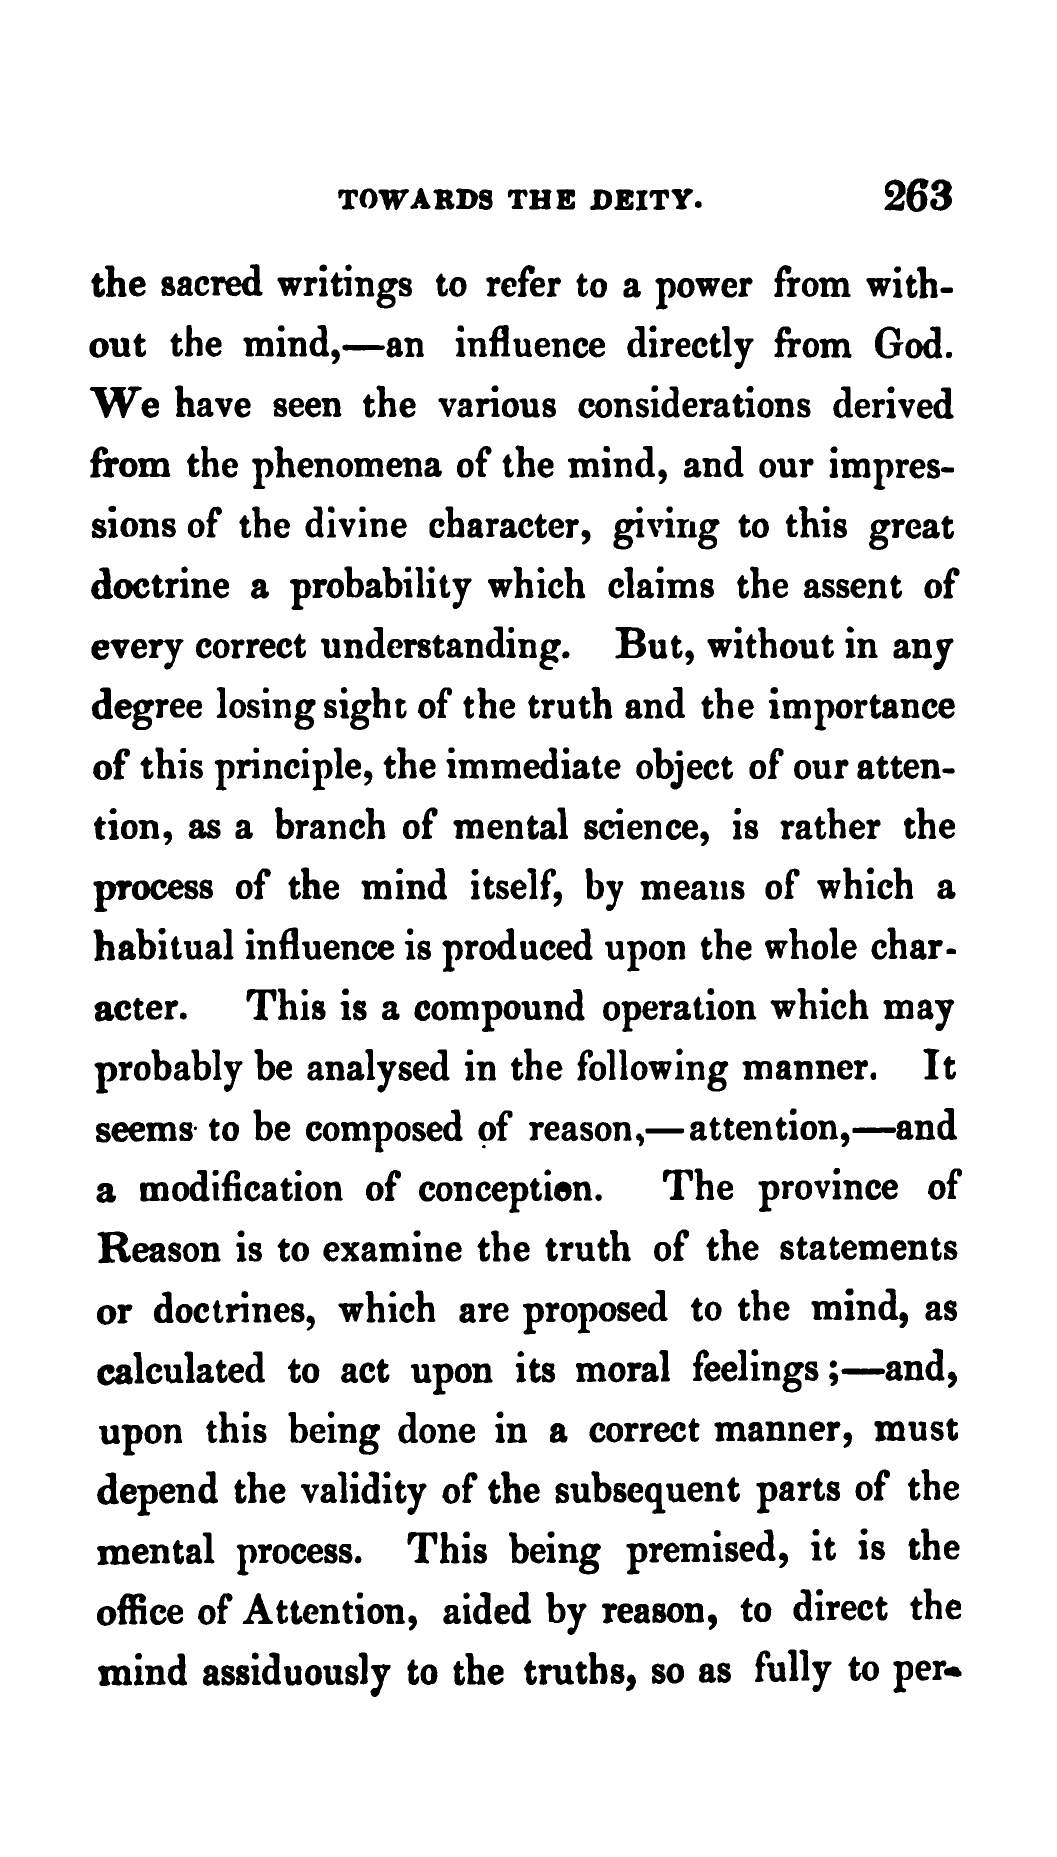 TOWARDS THE DEITY. 263
the sacred writings to refer to a power from with-
out the mind,—an influence directly from God.
We have seen the various considerations derived
from the phenomena of the mind, and our impres-
sions of the divine character, giving to this great
doctrine a probability which claims the assent of
every correct understanding. But, without in any
degree losing sight of the truth and the importance
of this principle, the immediate object of our atten-
tion, as a branch of mental science, is rather the
process of the mind itself, by means of which a
habitual influence is produced upon the whole char-
acter. This is a compound operation which may
probably be analysed in the following manner. It
seems to be composed of reason,—attention,—and
a modification of conception. The province of
Reason is to examine the truth of the statements
or doctrines, which are proposed to the mind, as
calculated to act upon its moral feelings;—and,
upon this being done in a correct manner, must
depend the validity of the subsequent parts of the
mental process. This being premised, it is the
office of Attention, aided by reason, to direct the
mind assiduously to the truths, so as fully to per-